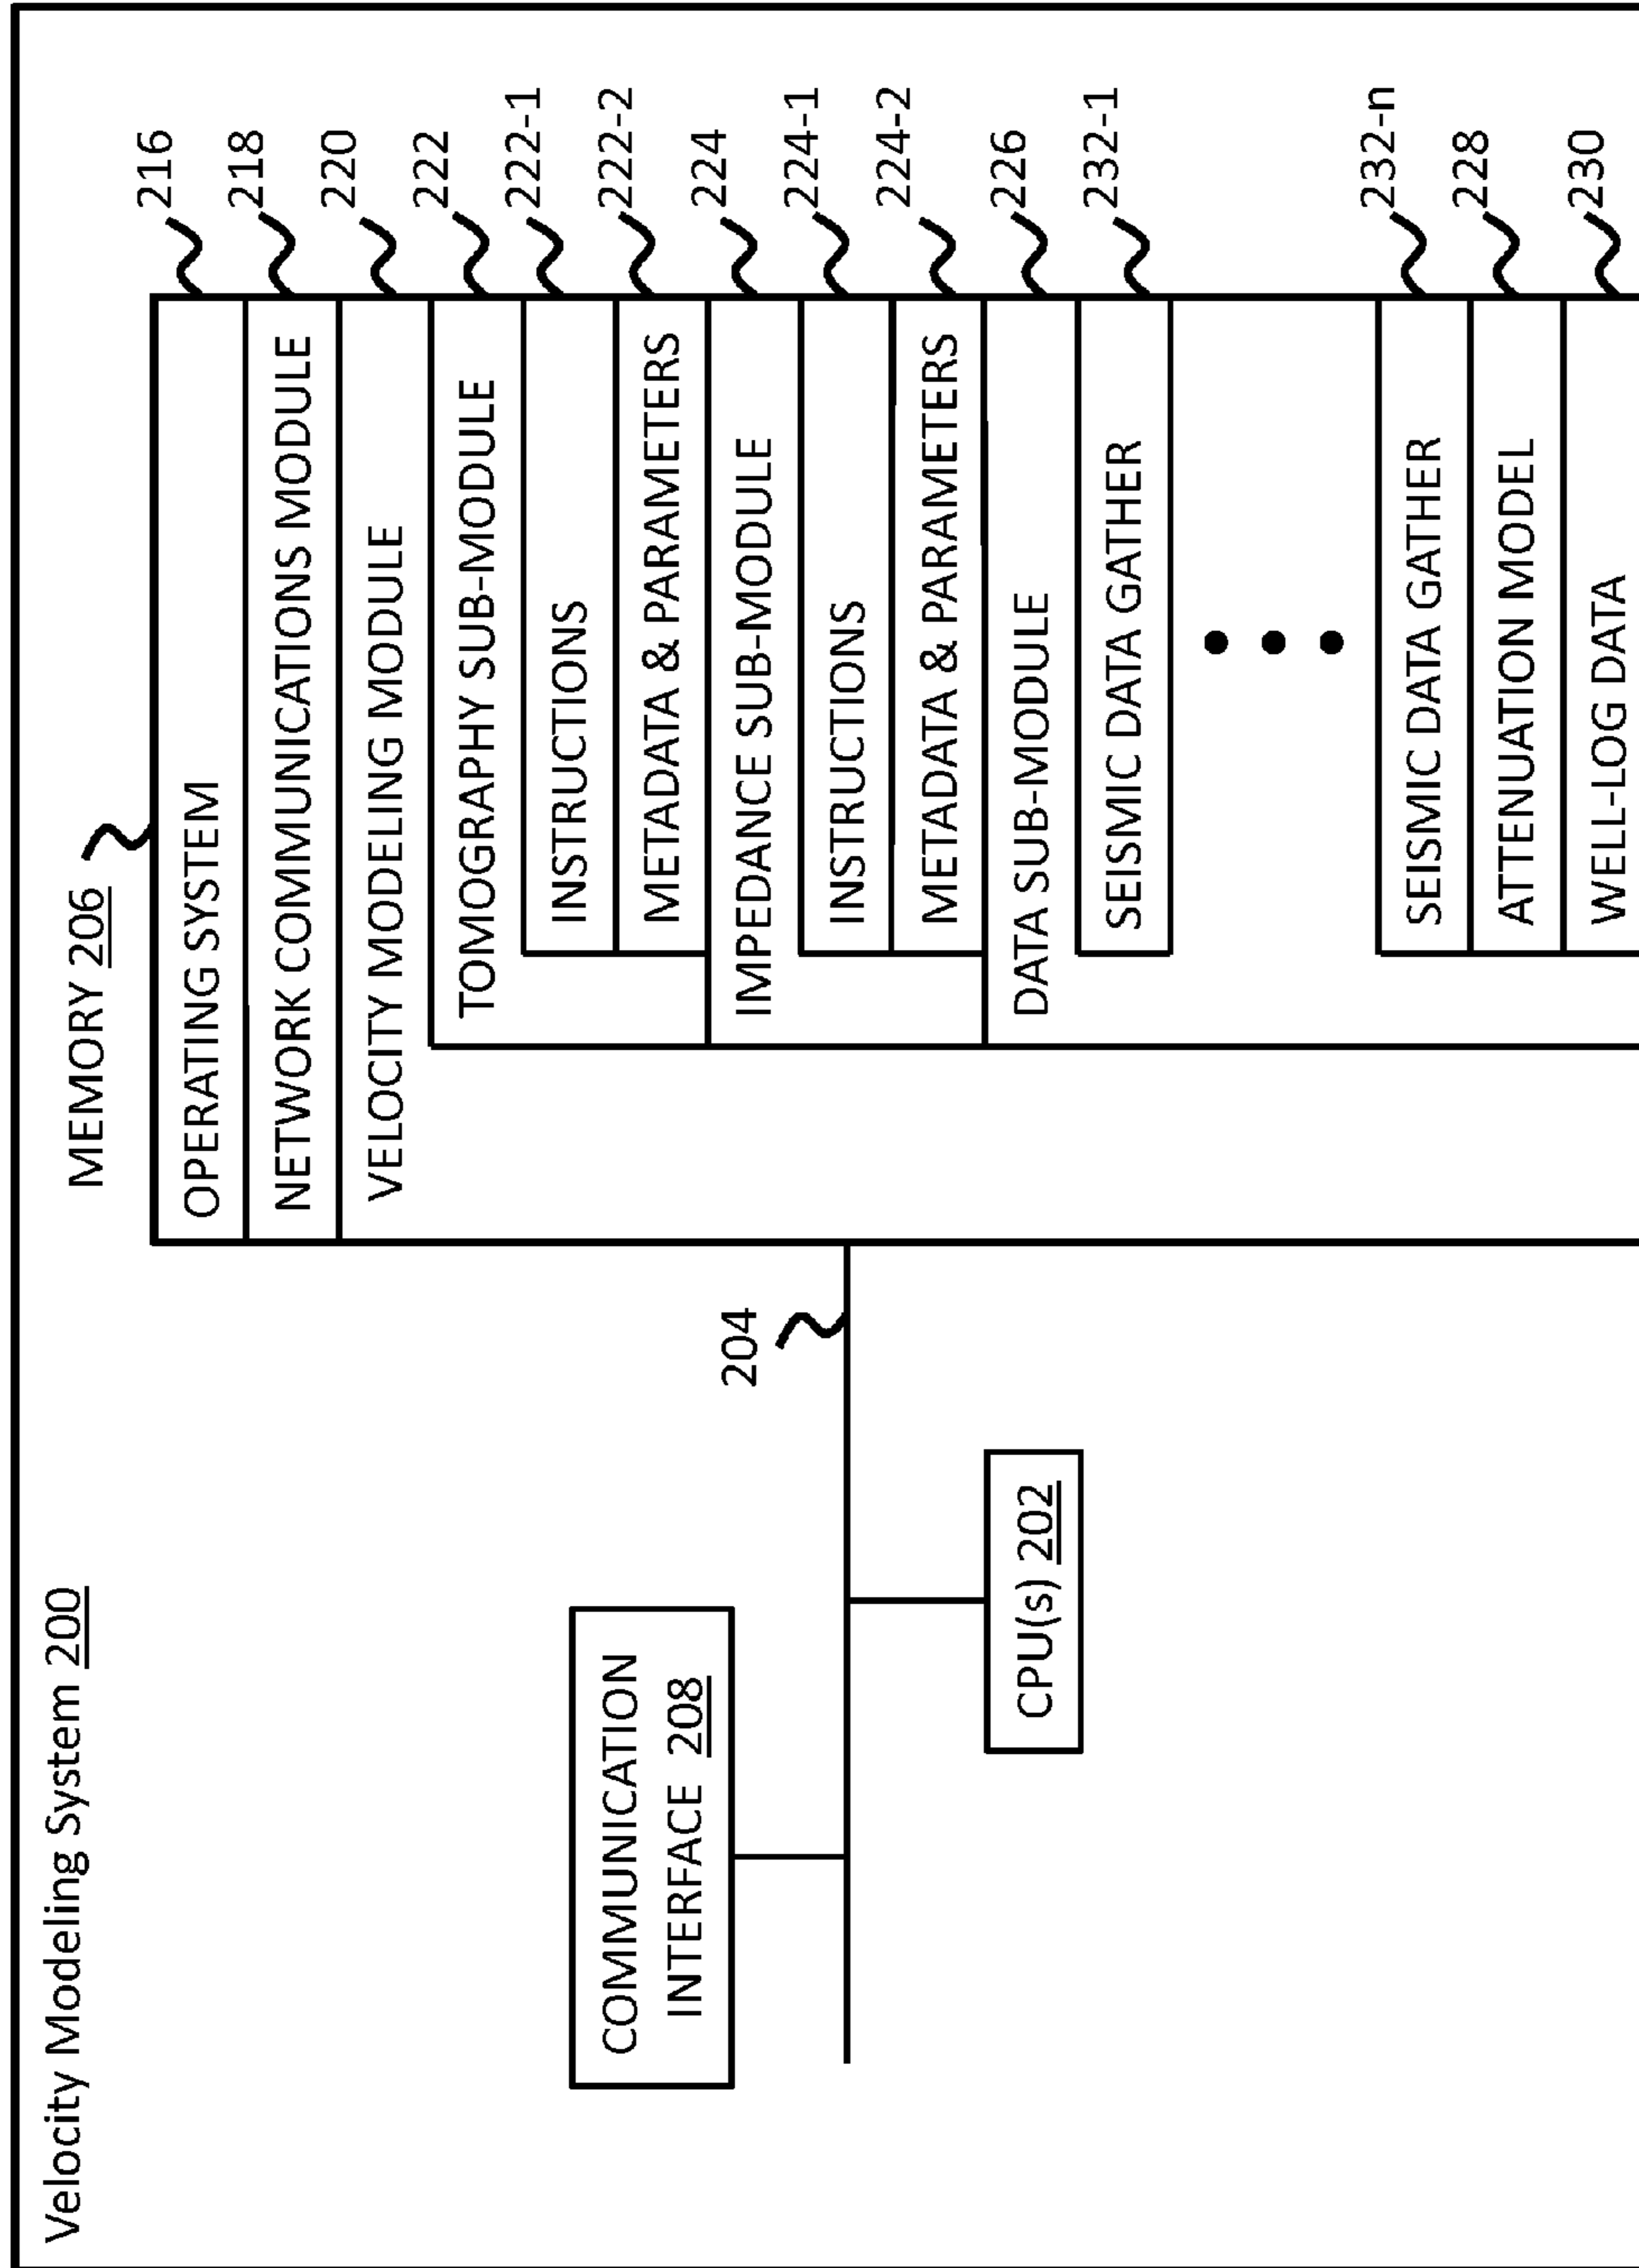 Velocity Modeling System 200
COMMUNICATION
INTERFACE 208
CPU(s) 202
204
MEMORY 206
OPERATING SYSTEM 216
NETWORK COMMUNICATIONS MODULE 218
VELOCITY MODELING MODULE 220
TOMOGRAPHY SUB-MODULE 222
INSTRUCTIONS 222-1
METADATA & PARAMETERS 222-2
IMPEDANCE SUB-MODULE 224
INSTRUCTIONS 224-1
METADATA & PARAMETERS 224-2
DATA SUB-MODULE 226
SEISMIC DATA GATHER 232-1
SEISMIC DATA GATHER 232-n
ATTENUATION MODEL 228
WELL-LOG DATA 230